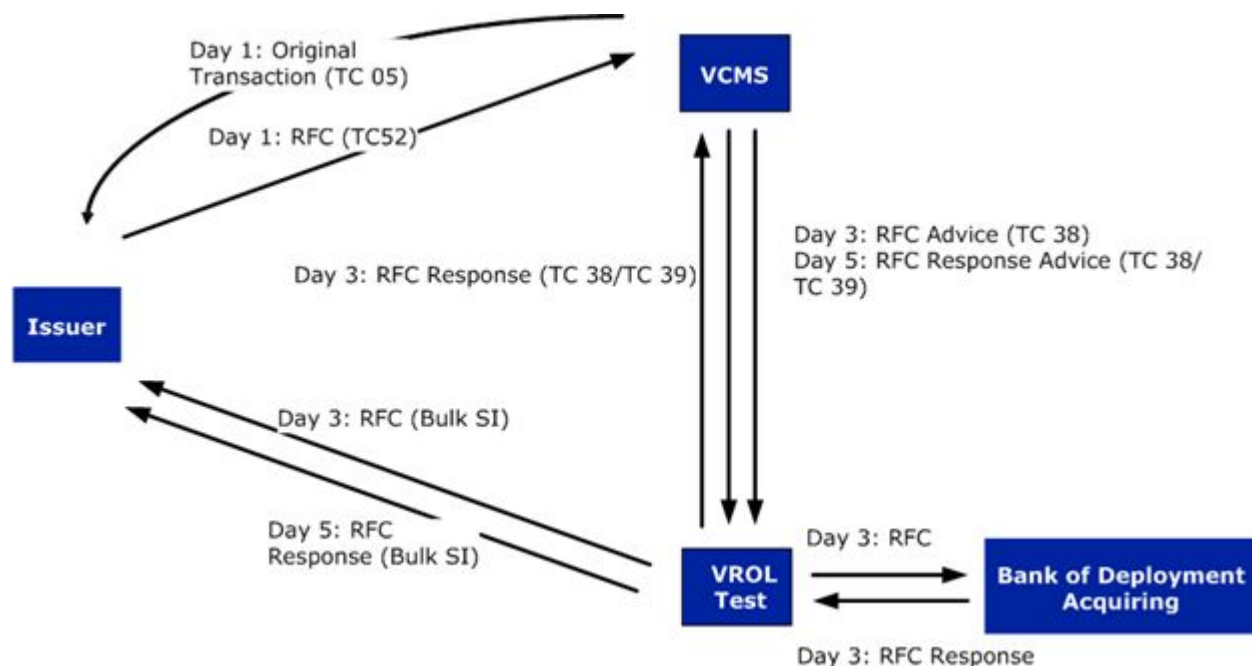 Day 1: Original
Transaction (TC 05)
VCMS
Day 1: RFC (TC52)
Day 3: RFC Advice (TC 38)
Day 5: RFC Response Advice (TC 38/
TC 39)
Day 3: RFC Response (TC 38/TC 39)
Issuer
Day 3: RFC (Bulk SI)
Day 5: RFC
Response (Bulk SI)
Day 3: RFC
VROL
Test
Bank of Deployment
Acquiring
Day 3: RFC Response